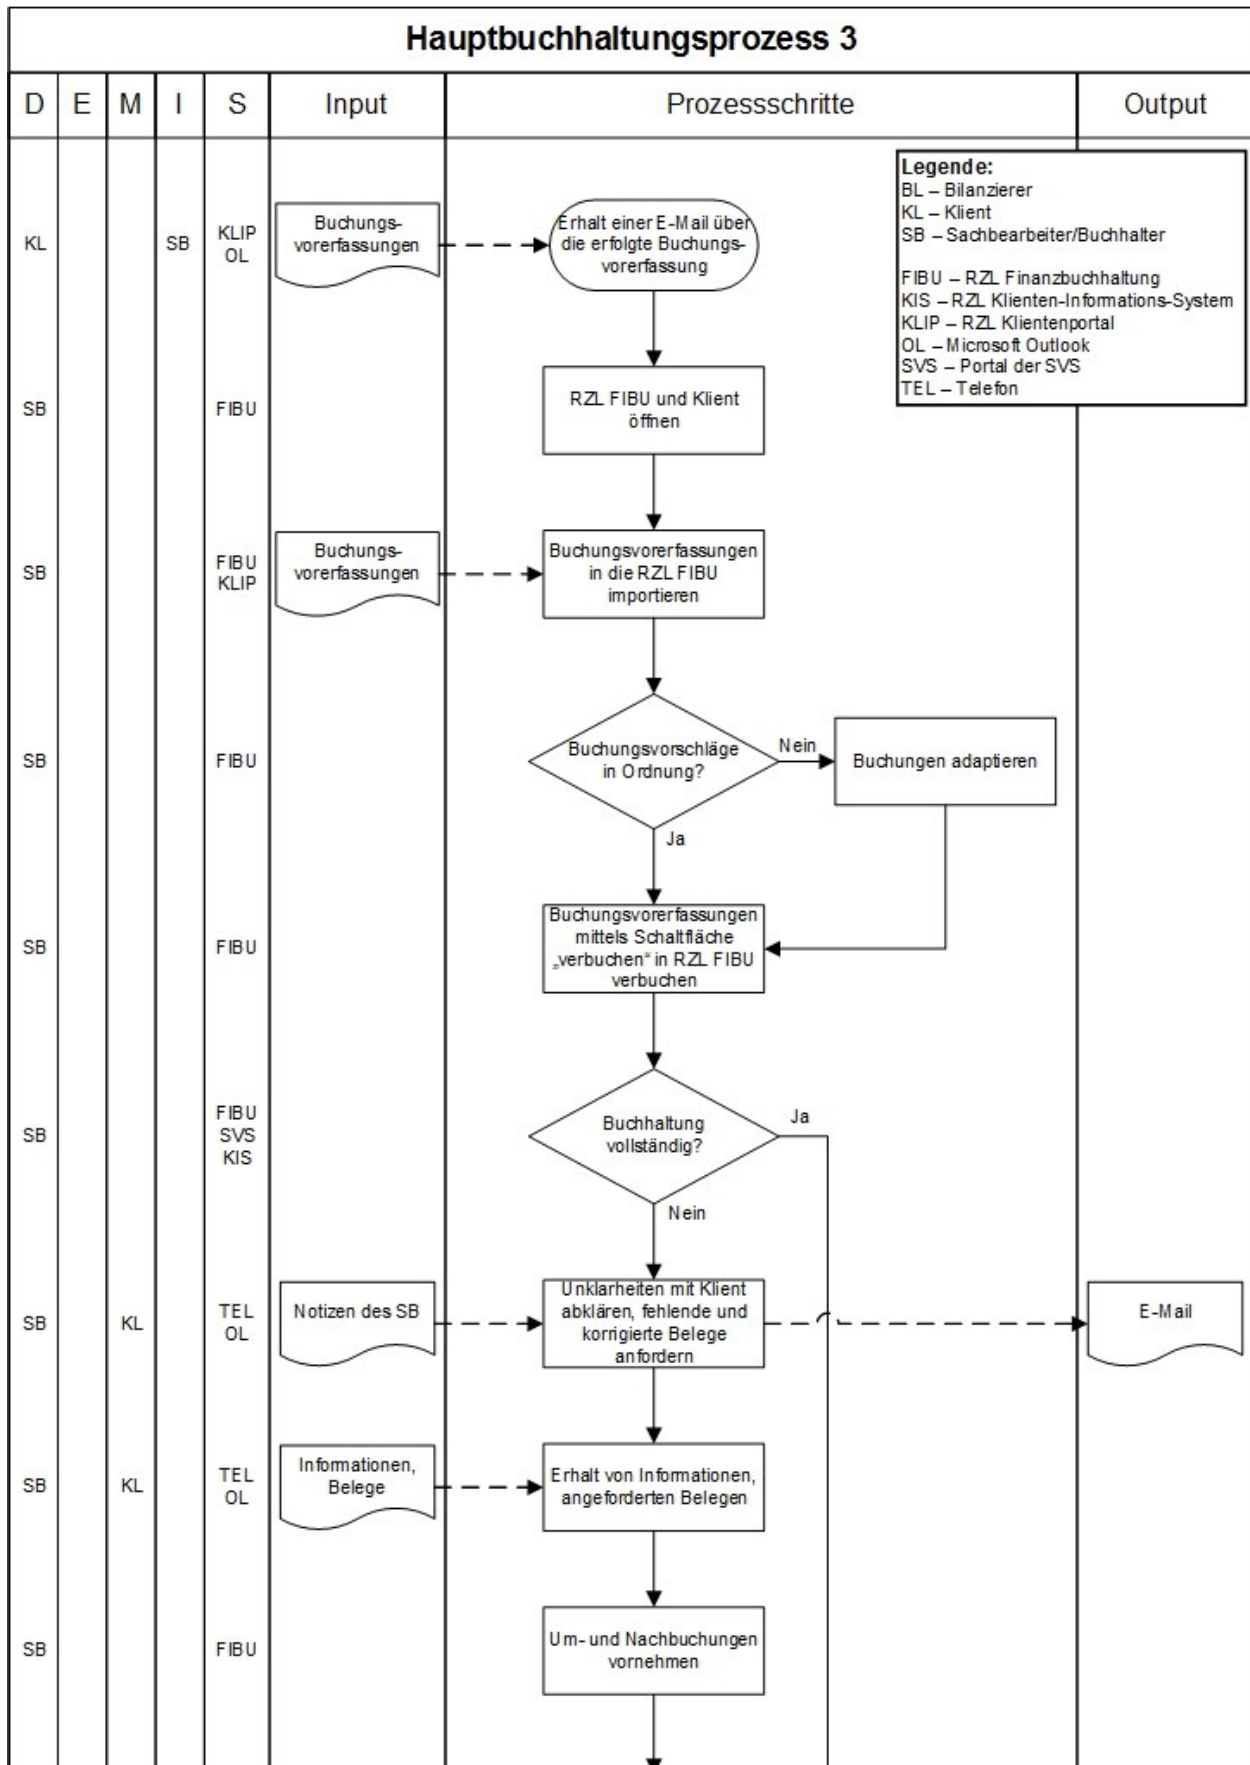 Hauptbuchhaltungsprozess 3
D E M I S Input Prozessschritte Output
Legende:
BL – Bilanzierer
KL – Klient
SB – Sachbearbeiter/Buchhalter
FIBU – RZL Finanzbuchhaltung
KIS – RZL Klienten-Informations-System
KLIP – RZL Klientenportal
OL – Microsoft Outlook
SVS – Portal der SVS
TEL – Telefon
KL
SB
KLIP
OL
Buchungs-
vorerfassungen
Erhalt einer E-Mail über
die erfolgte Buchungs-
vorerfassung
SB
FIBU
RZL FIBU und Klient
öffnen
SB
FIBU
KLIP
Buchungs-
vorerfassungen
Buchungsvorerfassungen
in die RZL FIBU
importieren
SB
FIBU
Buchungsvorschläge
in Ordnung?
Nein
Buchungen adaptieren
Ja
SB
FIBU
Buchungsvorerfassungen
mittels Schaltfläche
„verbuchen“ in RZL FIBU
verbuchen
SB
FIBU
SVS
KIS
Buchhaltung
vollständig?
Ja
Nein
SB
KL
TEL
OL
Notizen des SB
Unklarheiten mit Klient
abklären, fehlende und
korrigierte Belege
anfordern
E-Mail
SB
KL
TEL
OL
Informationen,
Belege
Erhalt von Informationen,
angeforderten Belegen
SB
FIBU
Um- und Nachbuchungen
vornehmen